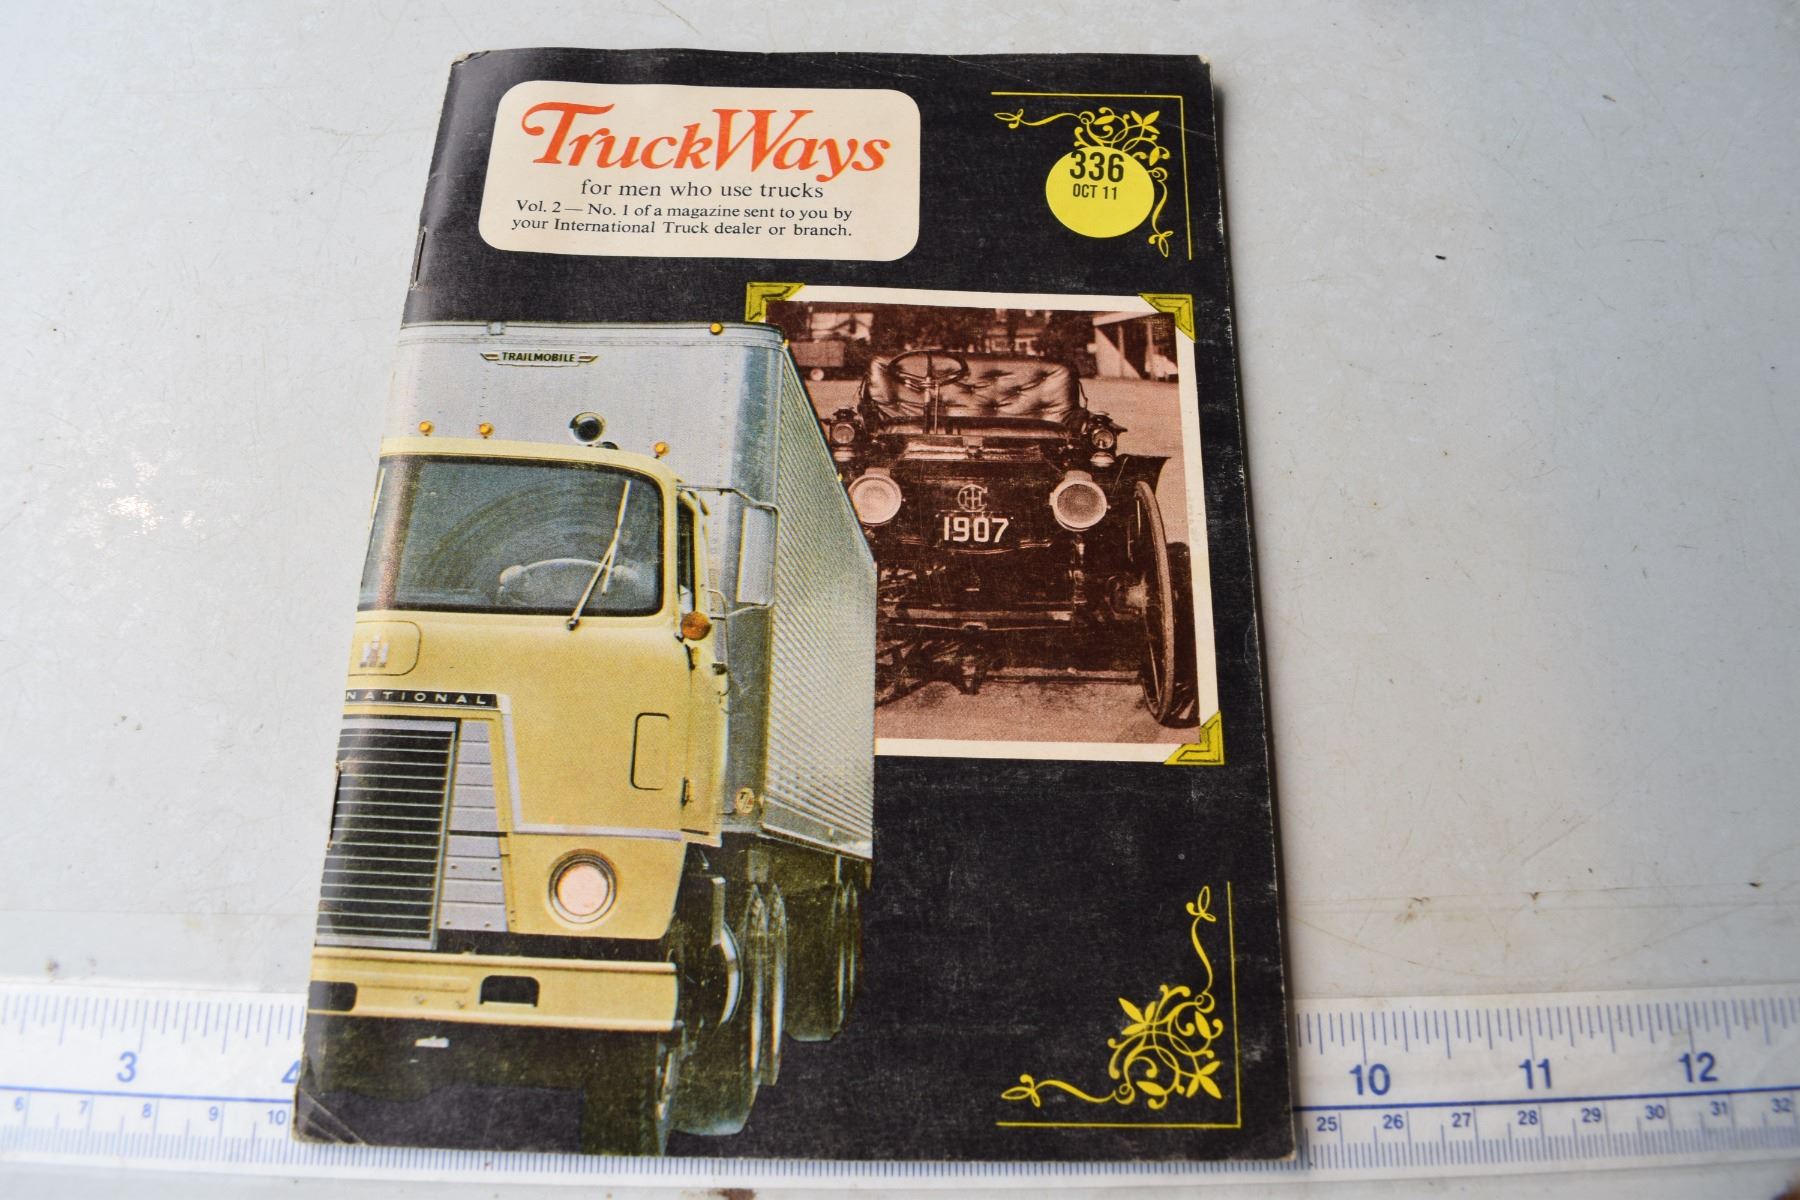 TruckWays
for men who use trucks
Vol. 2 — No. 1 of a magazine sent to you by
your International Truck dealer or branch.
336
OCT 11
TRAILMOBILE
IHC
1907
NATIONAL
3 4 10 11 12
6 7 8 9 10 25 26 27 28 29 30 31 32